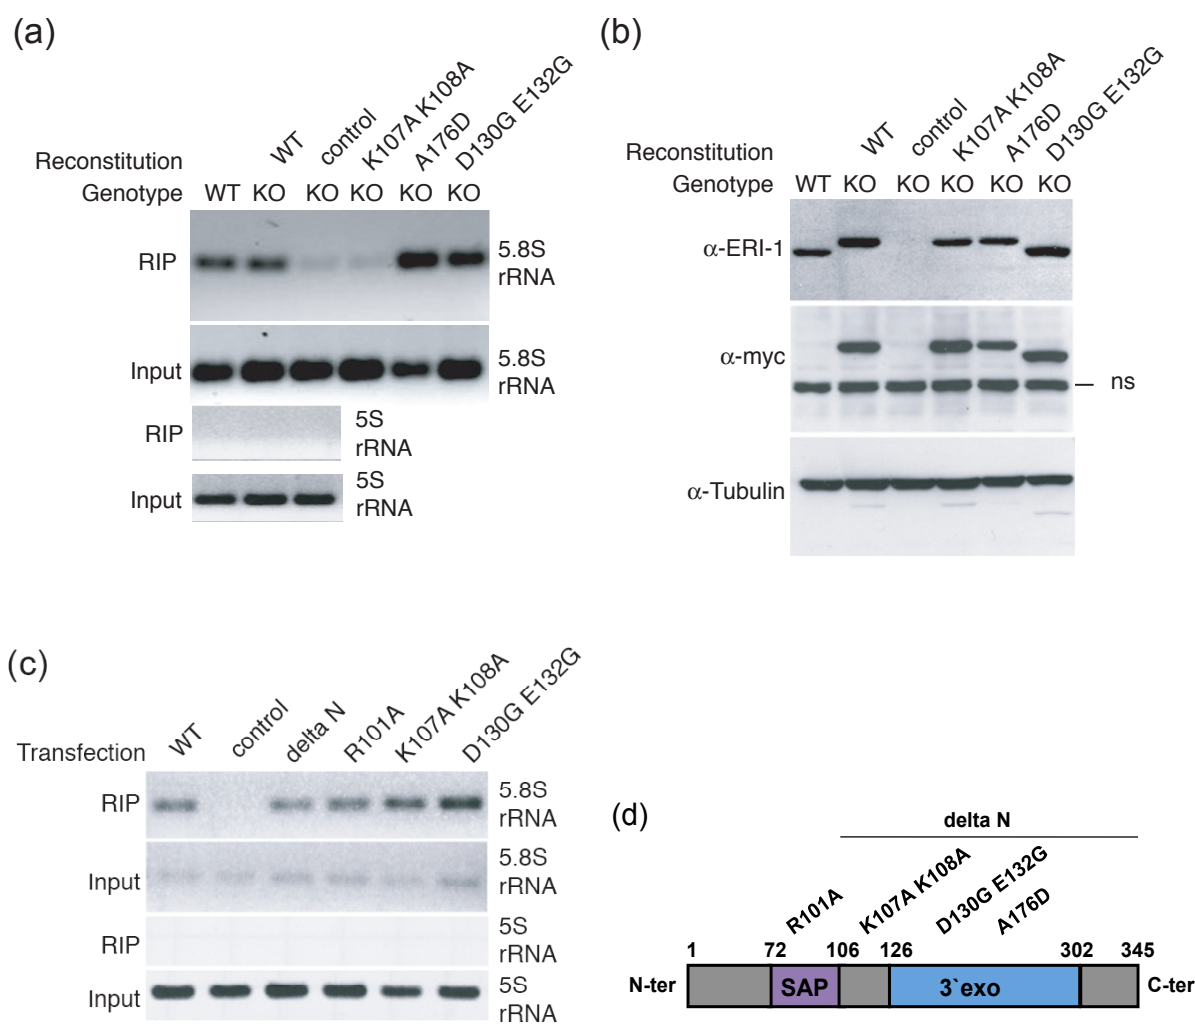 (a)
WT
control
K107A K108A
A176D
D130G E132G
Reconstitution
Genotype WT KO KO KO KO KO
RIP
5.8S
rRNA
Input
5.8S
rRNA
RIP
5S
rRNA
Input
5S
rRNA
(b)
WT
control
K107A K108A
A176D
D130G E132G
Reconstitution
Genotype WT KO KO KO KO KO
α-ERI-1
α-myc
ns
α-Tubulin
(c)
Transfection
WT
control
delta N
R101A
K107A K108A
D130G E132G
RIP
5.8S
rRNA
Input
5.8S
rRNA
RIP
5S
rRNA
Input
5S
rRNA
(d)
delta N
R101A
K107A K108A
D130G E132G
A176D
1 72 106 126 302 345
N-ter SAP 3`exo C-ter